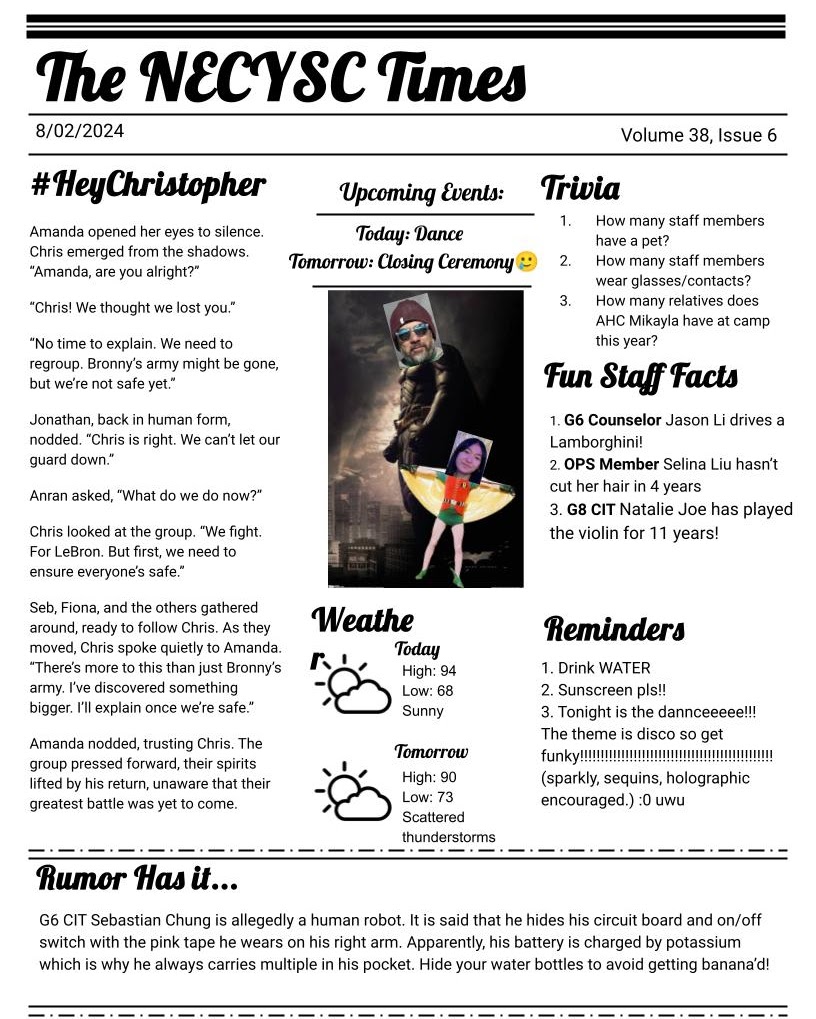 The NECYSC Times
8/02/2024
Volume 38, Issue 6
#HeyChristopher
Amanda opened her eyes to silence.
Chris emerged from the shadows.
“Amanda, are you alright?”
“Chris! We thought we lost you.”
“No time to explain. We need to
regroup. Bronny’s army might be gone,
but we’re not safe yet.”
Jonathan, back in human form,
nodded. “Chris is right. We can’t let our
guard down.”
Anran asked, “What do we do now?”
Chris looked at the group. “We fight.
For LeBron. But first, we need to
ensure everyone’s safe.”
Seb, Fiona, and the others gathered
around, ready to follow Chris. As they
moved, Chris spoke quietly to Amanda.
“There’s more to this than just Bronny’s
army. I’ve discovered something
bigger. I’ll explain once we’re safe.”
Amanda nodded, trusting Chris. The
group pressed forward, their spirits
lifted by his return, unaware that their
greatest battle was yet to come.
Upcoming Events:
Today: Dance
Tomorrow: Closing Ceremony🥲
Weathe
r
Today
High: 94
Low: 68
Sunny
Tomorrow
High: 90
Low: 73
Scattered
thunderstorms
Trivia
1. How many staff members
have a pet?
2. How many staff members
wear glasses/contacts?
3. How many relatives does
AHC Mikayla have at camp
this year?
Fun Staff Facts
1. G6 Counselor Jason Li drives a
Lamborghini!
2. OPS Member Selina Liu hasn’t
cut her hair in 4 years
3. G8 CIT Natalie Joe has played
the violin for 11 years!
Reminders
1. Drink WATER
2. Sunscreen pls!!
3. Tonight is the dannceeeee!!!
The theme is disco so get
funky!!!!!!!!!!!!!!!!!!!!!!!!!!!!!!!!!!!!!!!!!!!!!!!
(sparkly, sequins, holographic
encouraged.) :0 uwu
Rumor Has it...
G6 CIT Sebastian Chung is allegedly a human robot. It is said that he hides his circuit board and on/off
switch with the pink tape he wears on his right arm. Apparently, his battery is charged by potassium
which is why he always carries multiple in his pocket. Hide your water bottles to avoid getting banana’d!